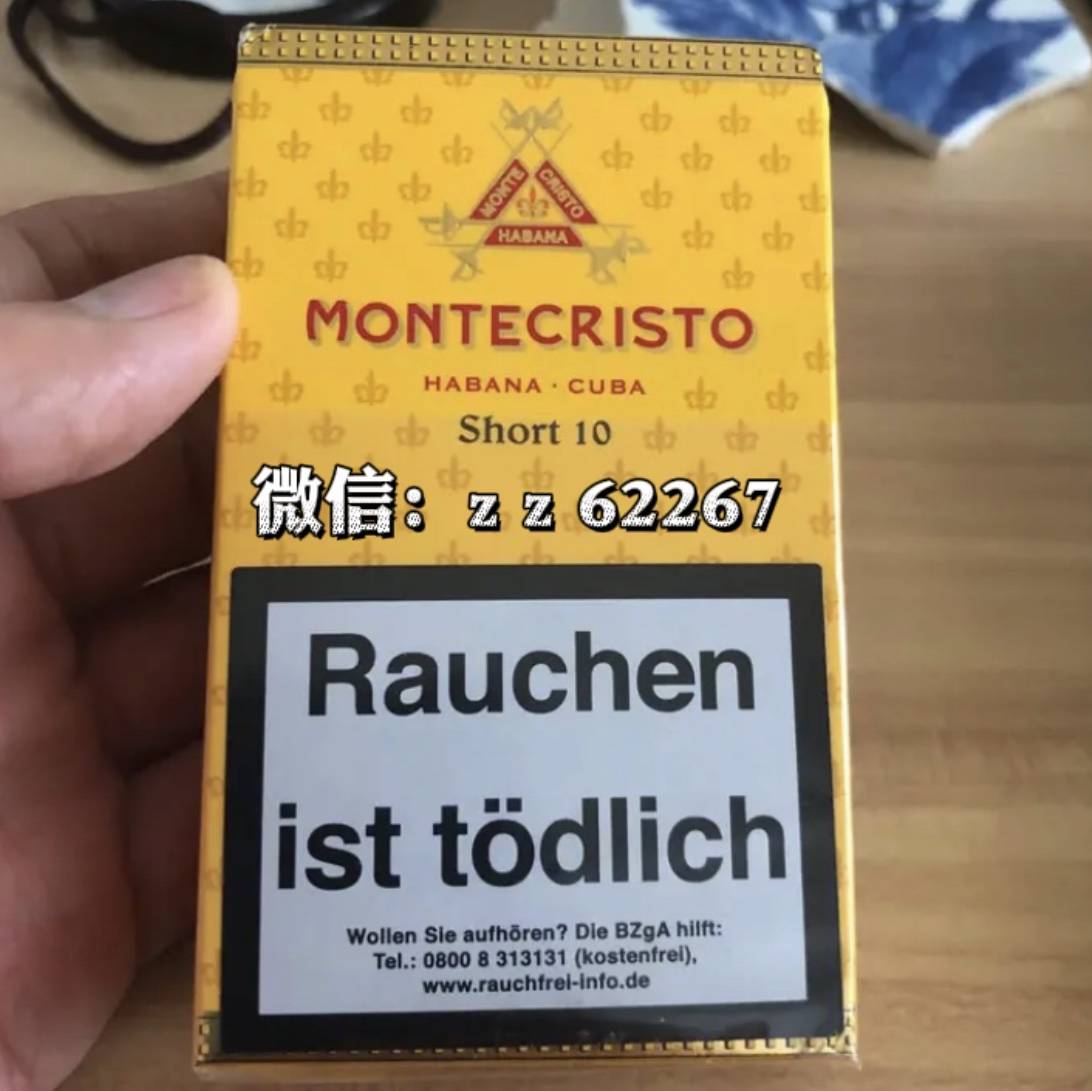 MONTE CRISTO
HABANA
MONTECRISTO
HABANA · CUBA
Short 10
微信：z z 62267
Rauchen
ist tödlich
Wollen Sie aufhören? Die BZgA hilft:
Tel.: 0800 8 313131 (kostenfrei),
www.rauchfrei-info.de